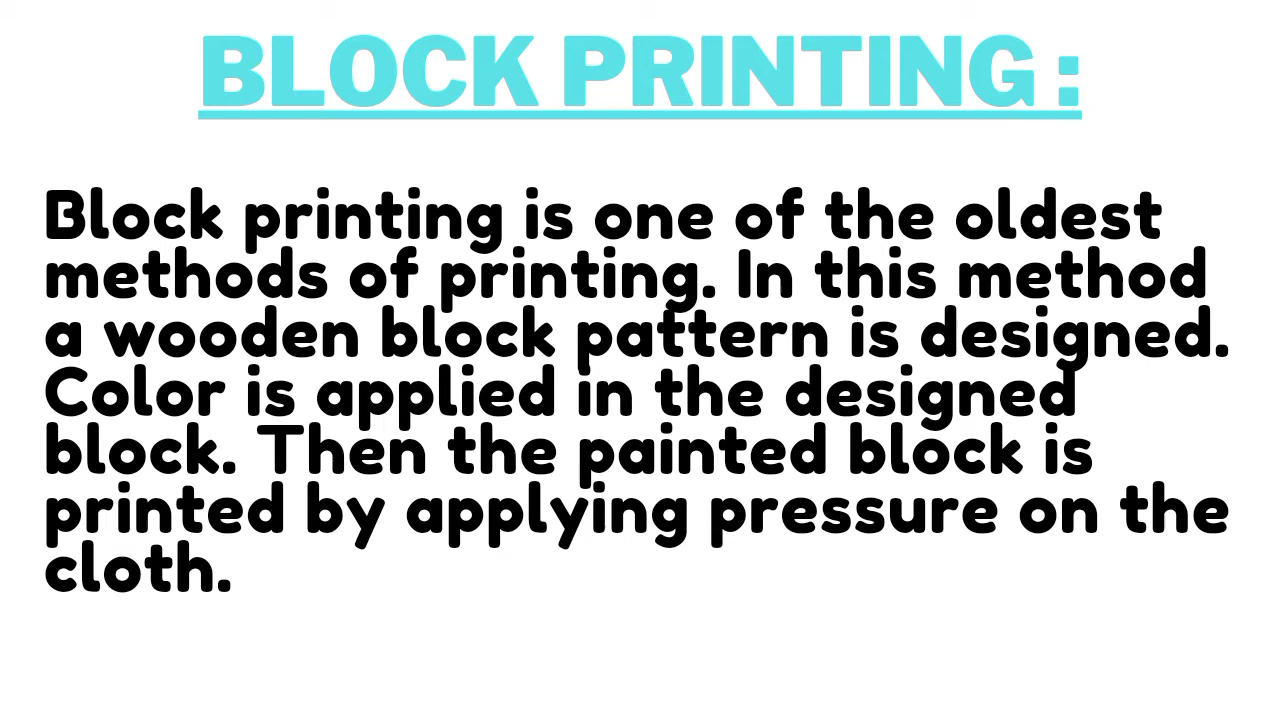 BLOCK PRINTING :
Block printing is one of the oldest
methods of printing. In this method
a wooden block pattern is designed.
Color is applied in the designed
block. Then the painted block is
printed by applying pressure on the
cloth.